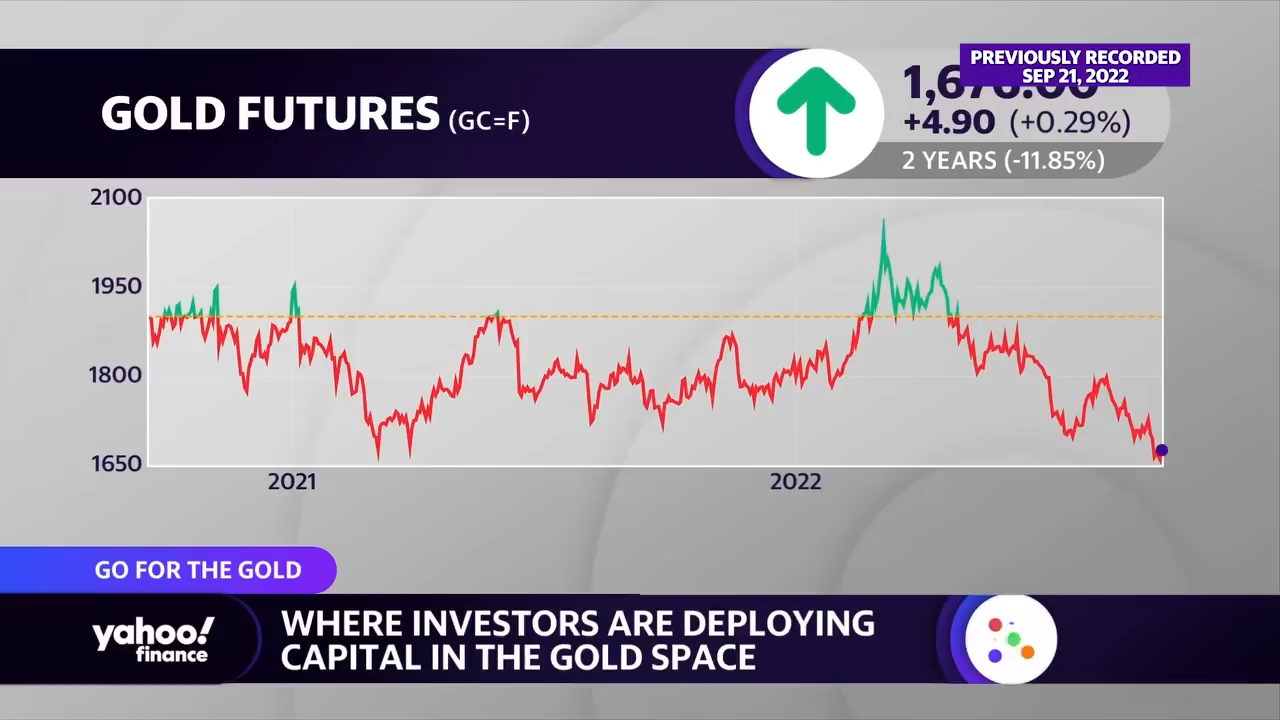 PREVIOUSLY RECORDED
SEP 21, 2022
GOLD FUTURES (GC=F)
+4.90 (+0.29%)
2 YEARS (-11.85%)
2100
1950
1800
1650
2021
2022
GO FOR THE GOLD
yahoo!
finance
WHERE INVESTORS ARE DEPLOYING
CAPITAL IN THE GOLD SPACE